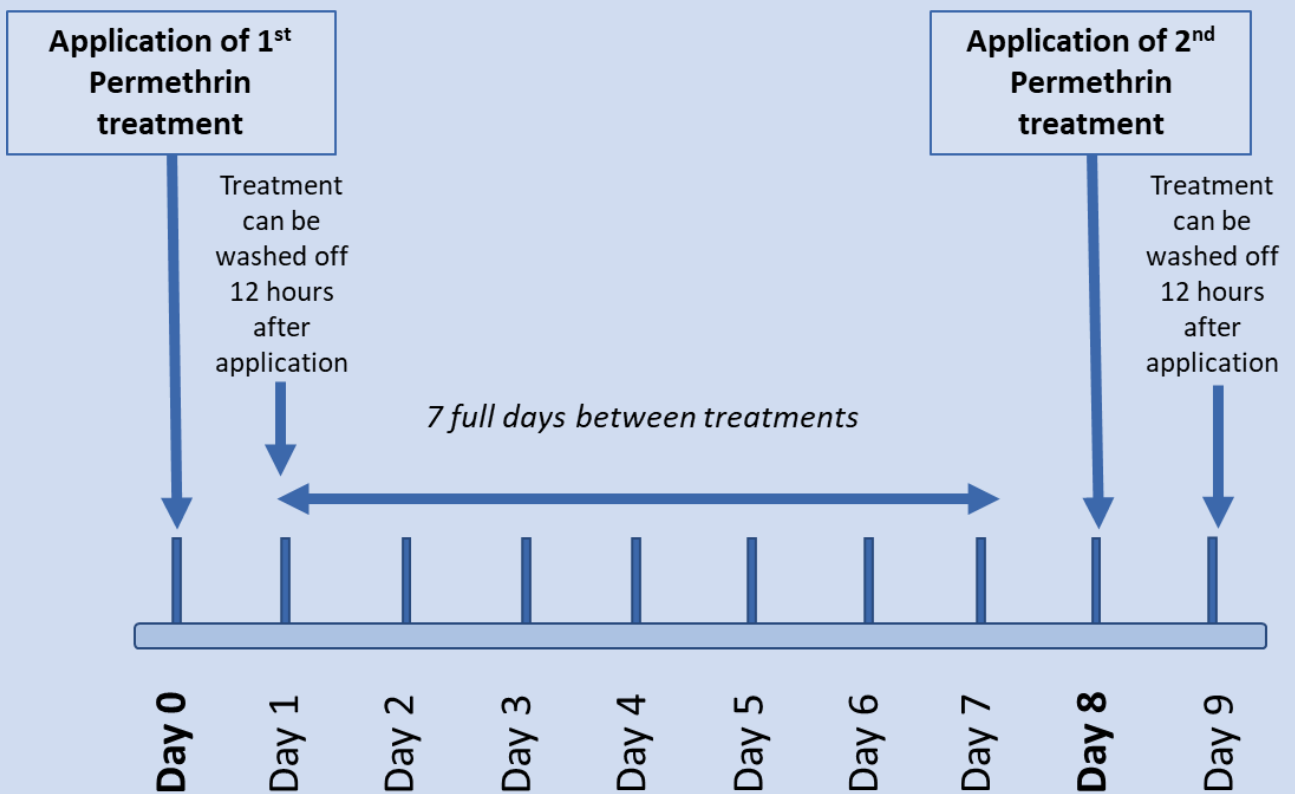 Application of 1st
Permethrin
treatment
Application of 2nd
Permethrin
treatment
Treatment
can be
washed off
12 hours
after
application
Treatment
can be
washed off
12 hours
after
application
7 full days between treatments
Day 0
Day 1
Day 2
Day 3
Day 4
Day 5
Day 6
Day 7
Day 8
Day 9